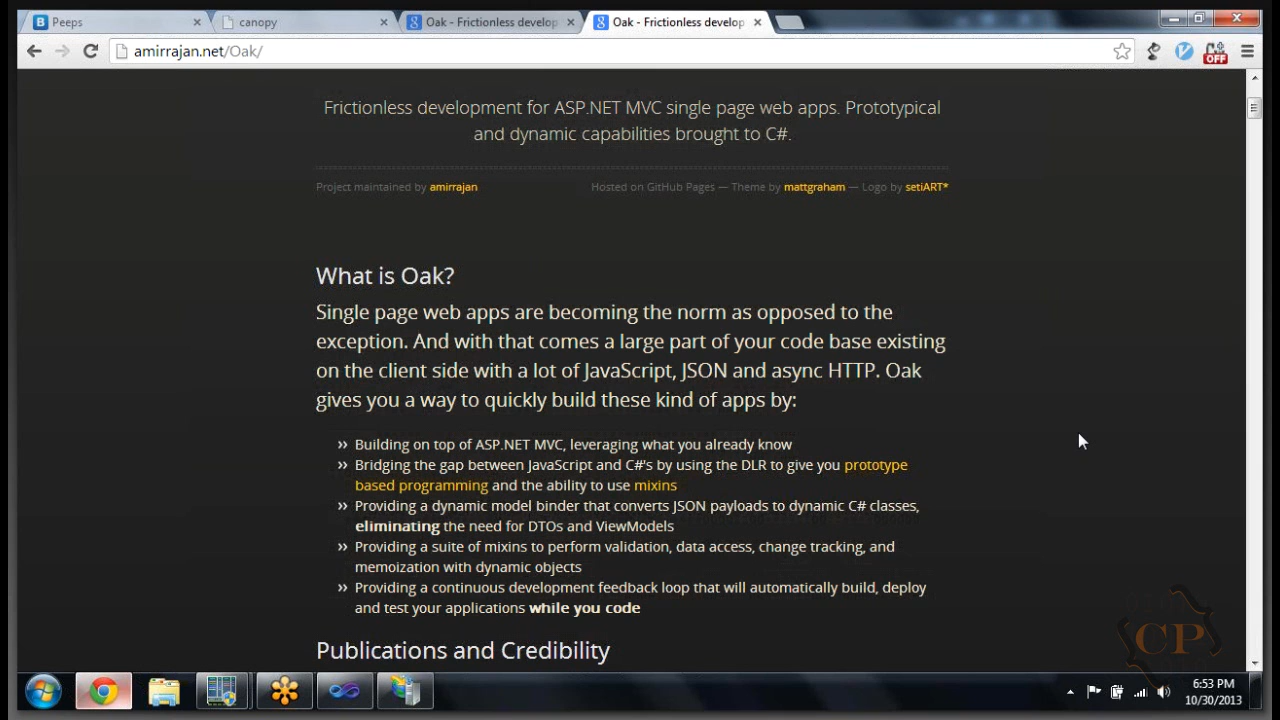 Peeps
canopy
Oak - Frictionless develop
Oak - Frictionless develop
amirrajan.net/Oak/
OFF
Frictionless development for ASP.NET MVC single page web apps. Prototypical
and dynamic capabilities brought to C#.
Project maintained by amirrajan
Hosted on GitHub Pages — Theme by mattgraham — Logo by setiART*
What is Oak?
Single page web apps are becoming the norm as opposed to the
exception. And with that comes a large part of your code base existing
on the client side with a lot of JavaScript, JSON and async HTTP. Oak
gives you a way to quickly build these kind of apps by:
›› Building on top of ASP.NET MVC, leveraging what you already know
›› Bridging the gap between JavaScript and C#'s by using the DLR to give you prototype
based programming and the ability to use mixins
›› Providing a dynamic model binder that converts JSON payloads to dynamic C# classes,
eliminating the need for DTOs and ViewModels
›› Providing a suite of mixins to perform validation, data access, change tracking, and
memoization with dynamic objects
›› Providing a continuous development feedback loop that will automatically build, deploy
and test your applications while you code
Publications and Credibility
CP
6:53 PM
10/30/2013